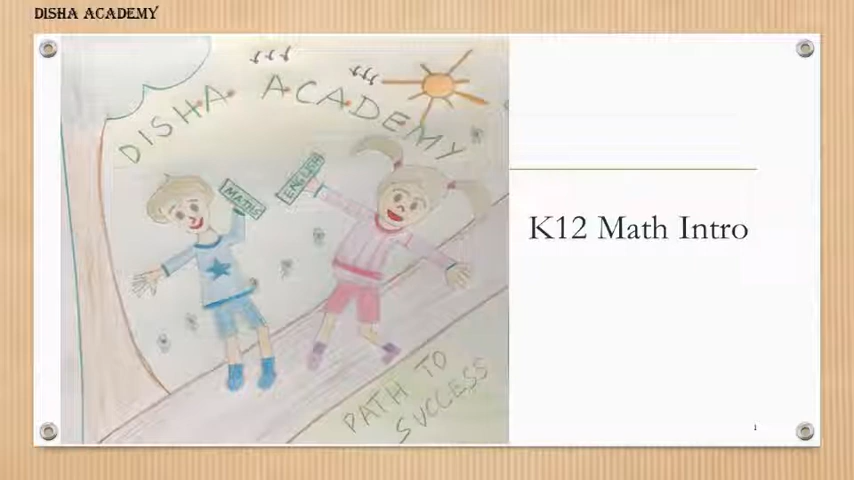 DISHA ACADEMY
DISHA ACADEMY
MATHS
ENGLISH
PATH TO
SUCCESS
K12 Math Intro
1